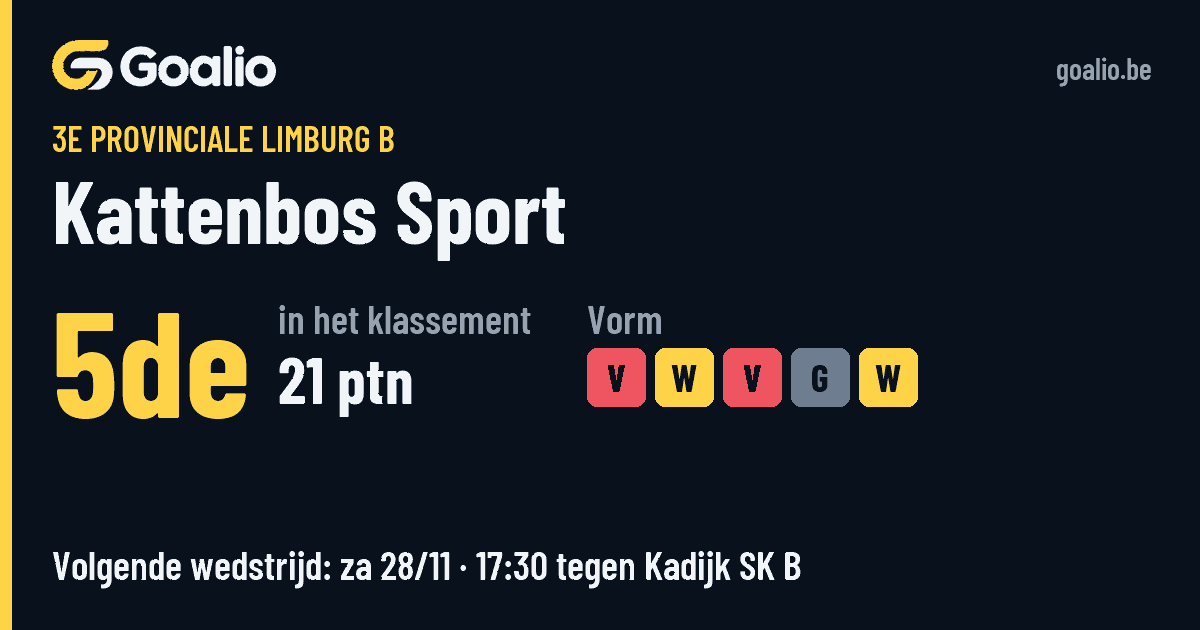 Goalio
goalio.be
3E PROVINCIALE LIMBURG B
Kattenbos Sport
5de
in het klassement
21 ptn
Vorm
V W V G W
Volgende wedstrijd: za 28/11 · 17:30 tegen Kadijk SK B